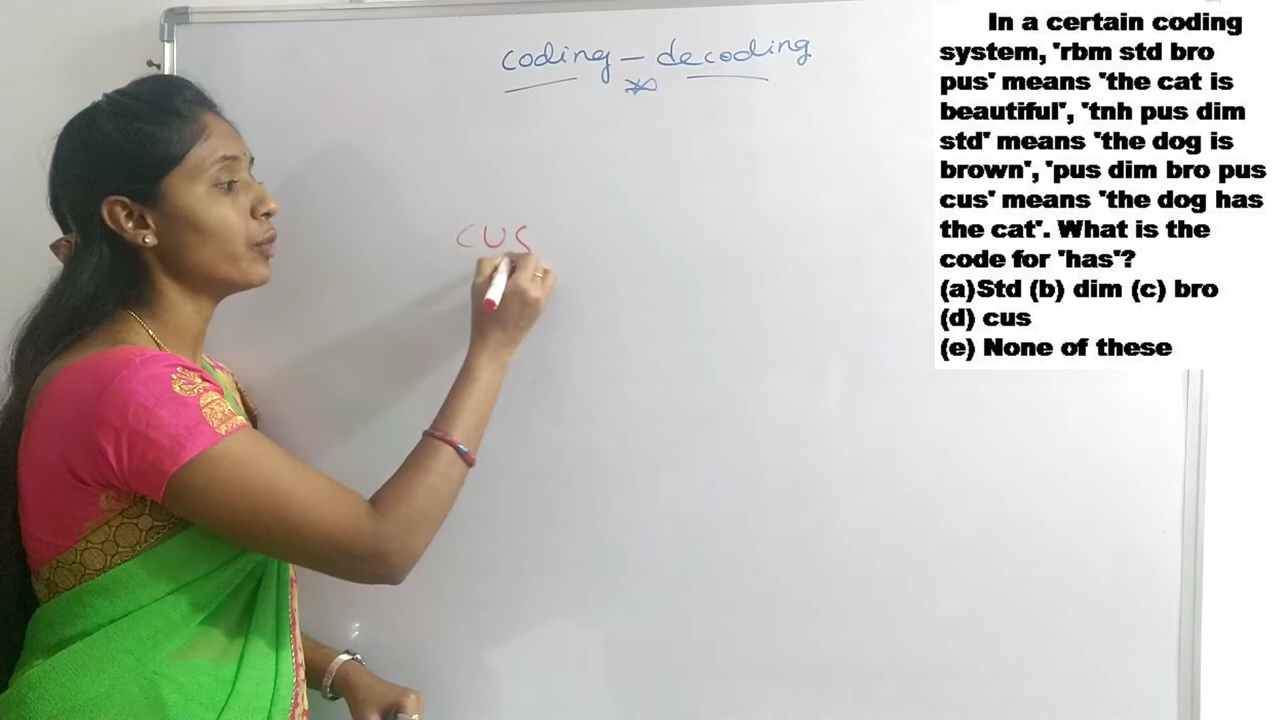 coding - decoding
cus
In a certain coding
system, 'rbm std bro
pus' means 'the cat is
beautiful', 'tnh pus dim
std' means 'the dog is
brown', 'pus dim bro pus
cus' means 'the dog has
the cat'. What is the
code for 'has'?
(a)Std (b) dim (c) bro
(d) cus
(e) None of these